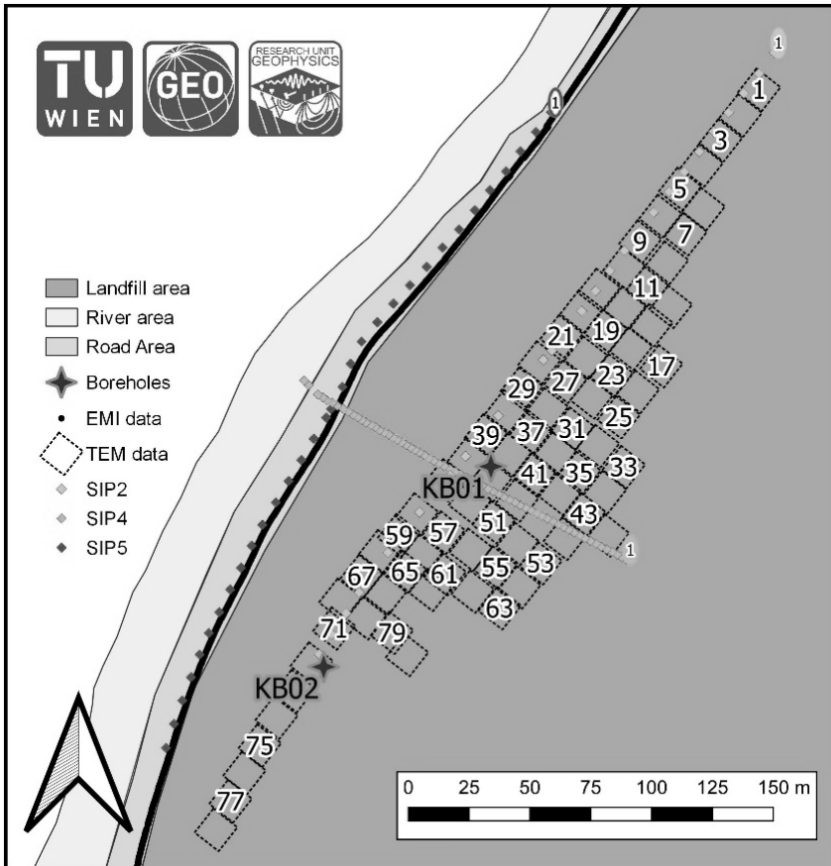 TU
WIEN
GEO
RESEARCH UNIT
GEOPHYSICS
1
1
1
3
5
7
9
11
Landfill area
River area
Road Area
Boreholes
EMI data
TEM data
SIP2
SIP4
SIP5
19
21
17
23
27
29
25
31
37
39
33
35
41
KB01
43
51
57
59
53
55
61
65
67
63
71
79
KB02
75
77
1
0 25 50 75 100 125 150 m